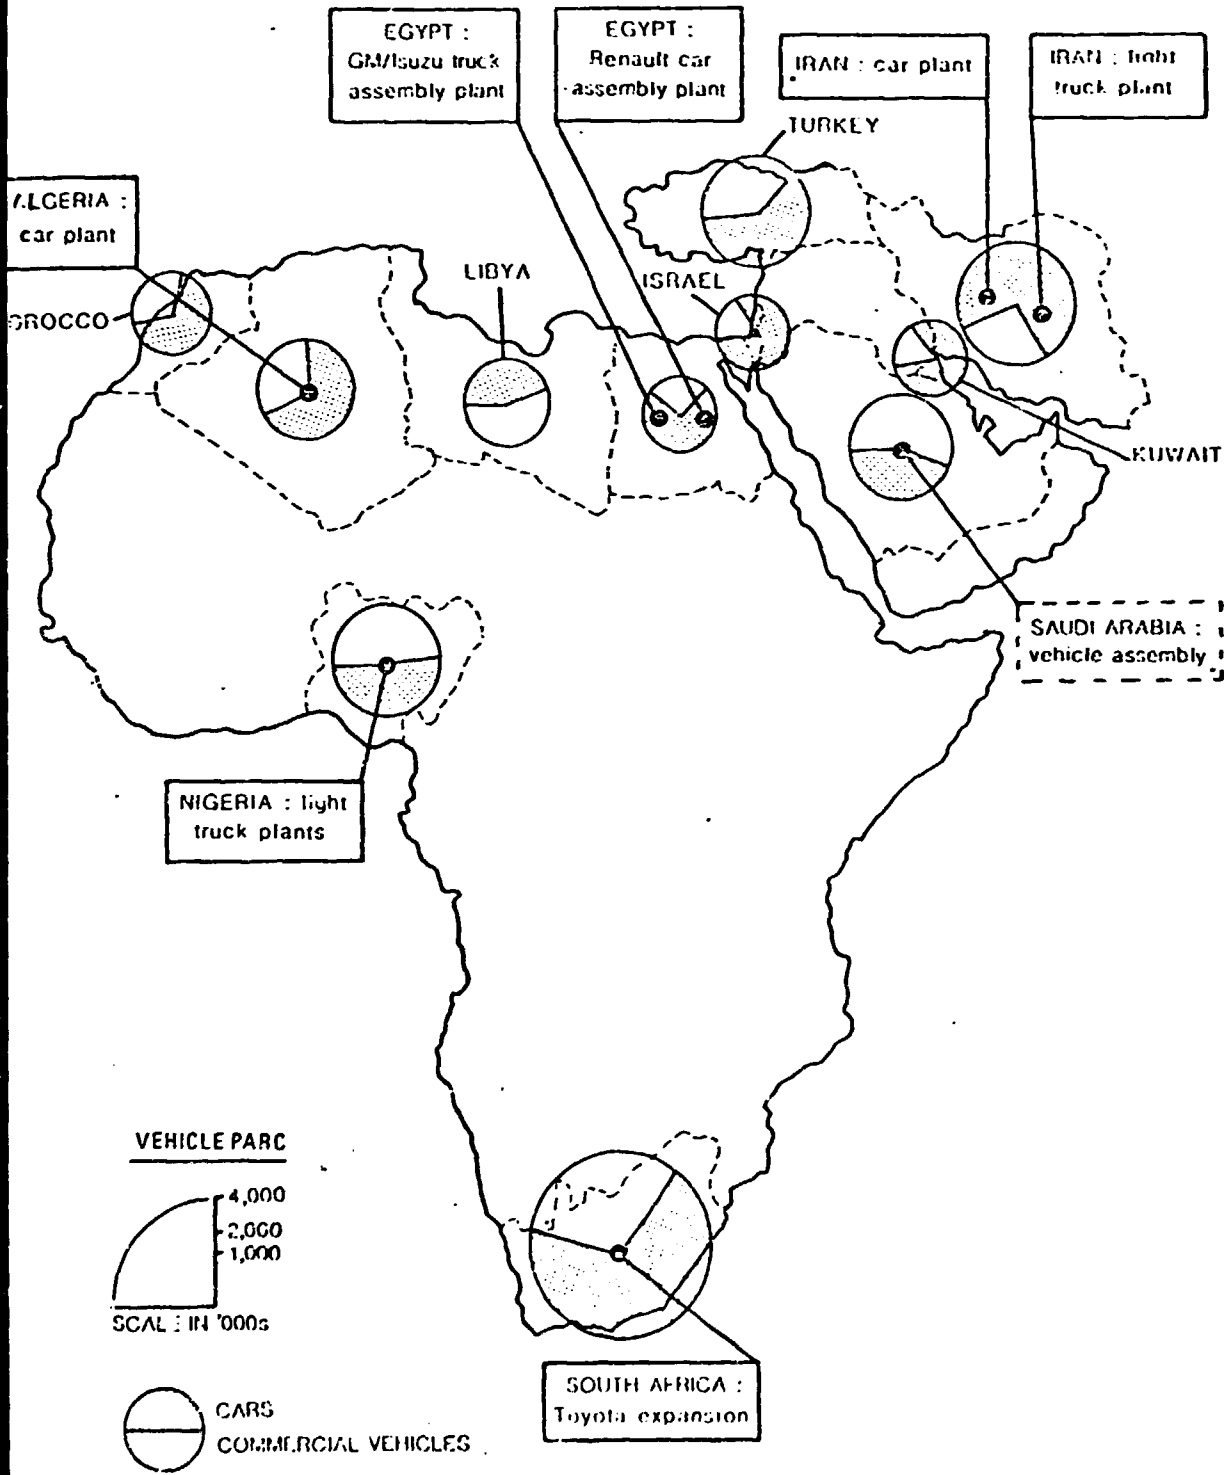 EGYPT :
GM/Isuzu truck
assembly plant
EGYPT :
Renault car
assembly plant
IRAN : car plant
IRAN : light
truck plant
TURKEY
ALGERIA :
car plant
LIBYA
ISRAEL
OROCCO
KUWAIT
SAUDI ARABIA :
vehicle assembly
NIGERIA : light
truck plants
VEHICLE PARC
4,000
2,000
1,000
SCALE IN '000s
SOUTH AFRICA :
Toyota expansion
CARS
COMMERCIAL VEHICLES